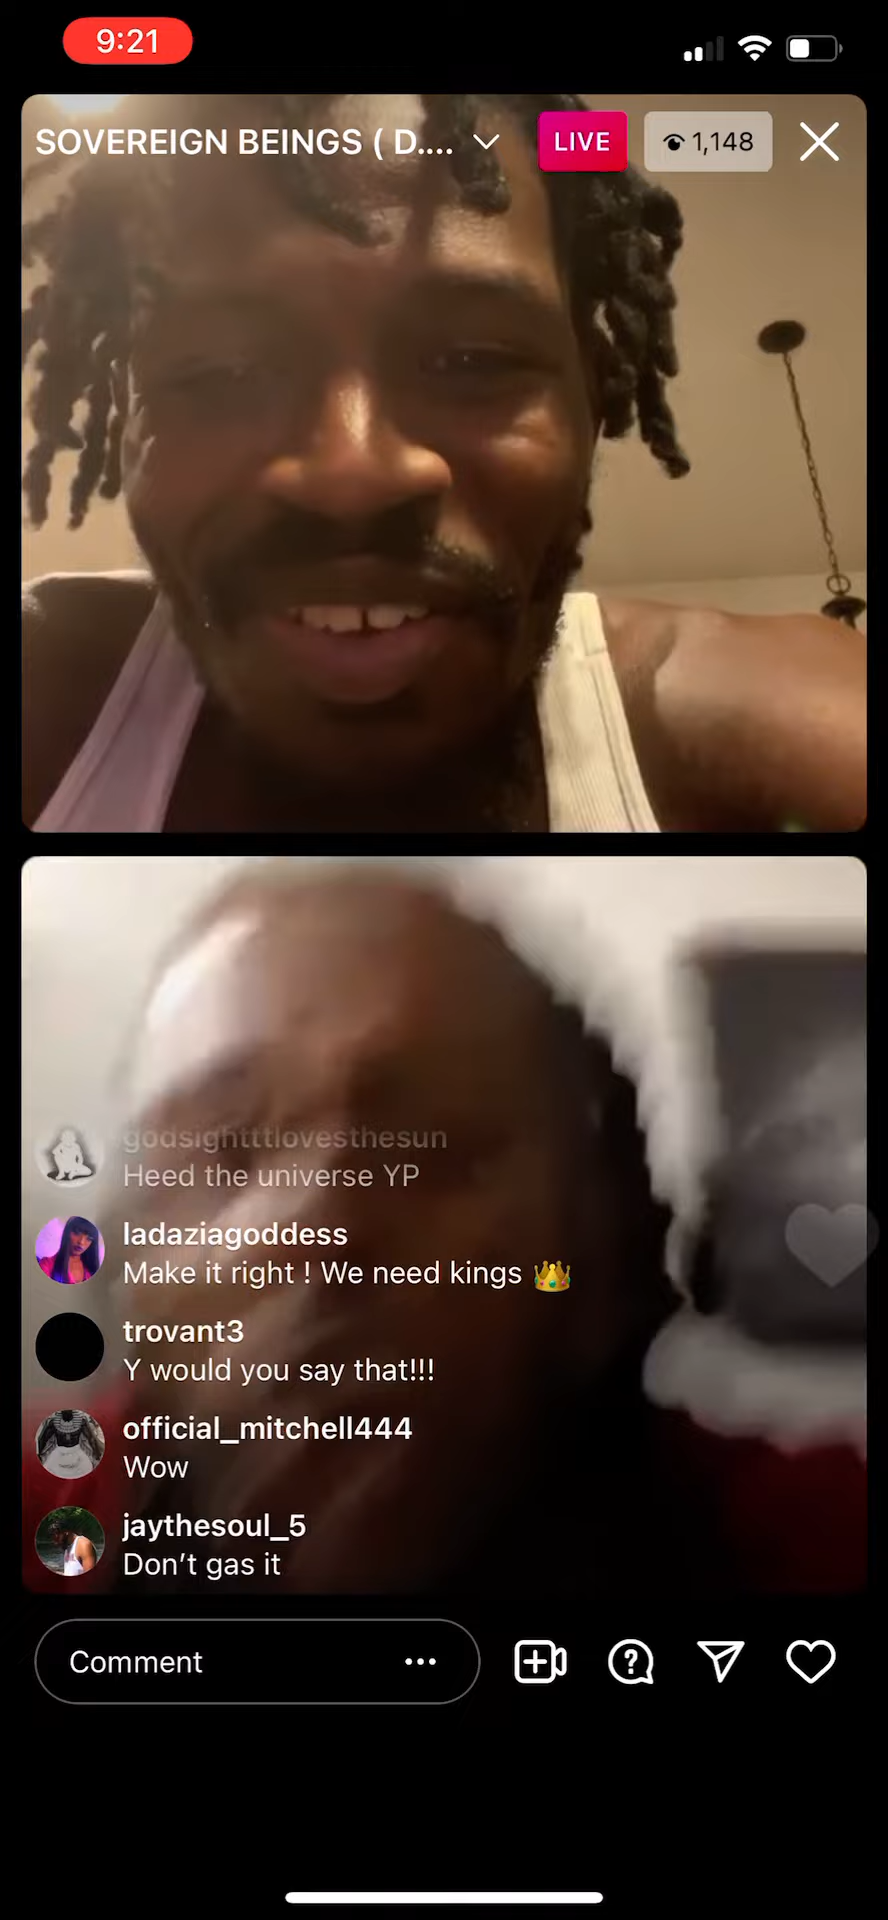 9:21
SOVEREIGN BEINGS ( D....
LIVE
1,148
godsightttlovesthesun
Heed the universe YP
ladaziagoddess
Make it right ! We need kings 👑
trovant3
Y would you say that!!!
official_mitchell444
Wow
jaythesoul_5
Don't gas it
Comment